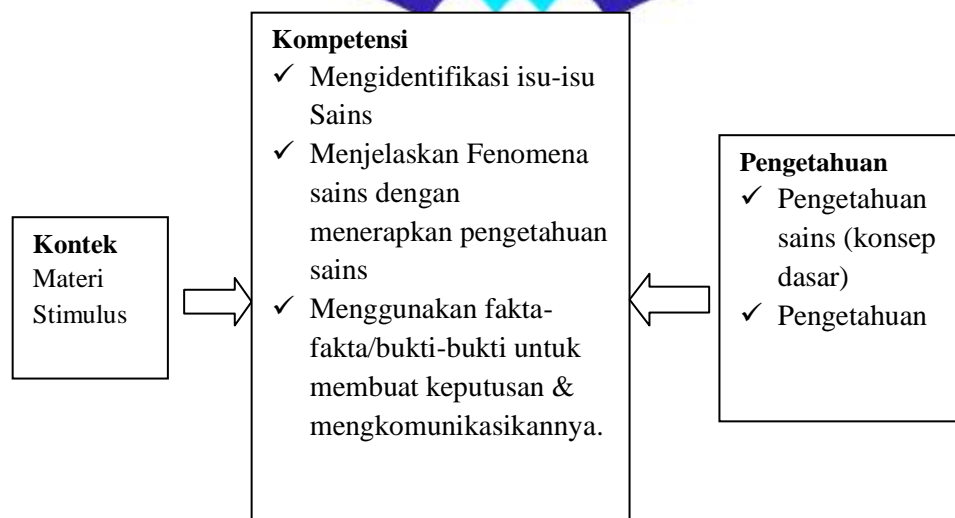 Kontek
Materi
Stimulus
Kompetensi
✓ Mengidentifikasi isu-isu
Sains
✓ Menjelaskan Fenomena
sains dengan
menerapkan pengetahuan
sains
✓ Menggunakan fakta-
fakta/bukti-bukti untuk
membuat keputusan &
mengkomunikasikannya.
Pengetahuan
✓ Pengetahuan
sains (konsep
dasar)
✓ Pengetahuan